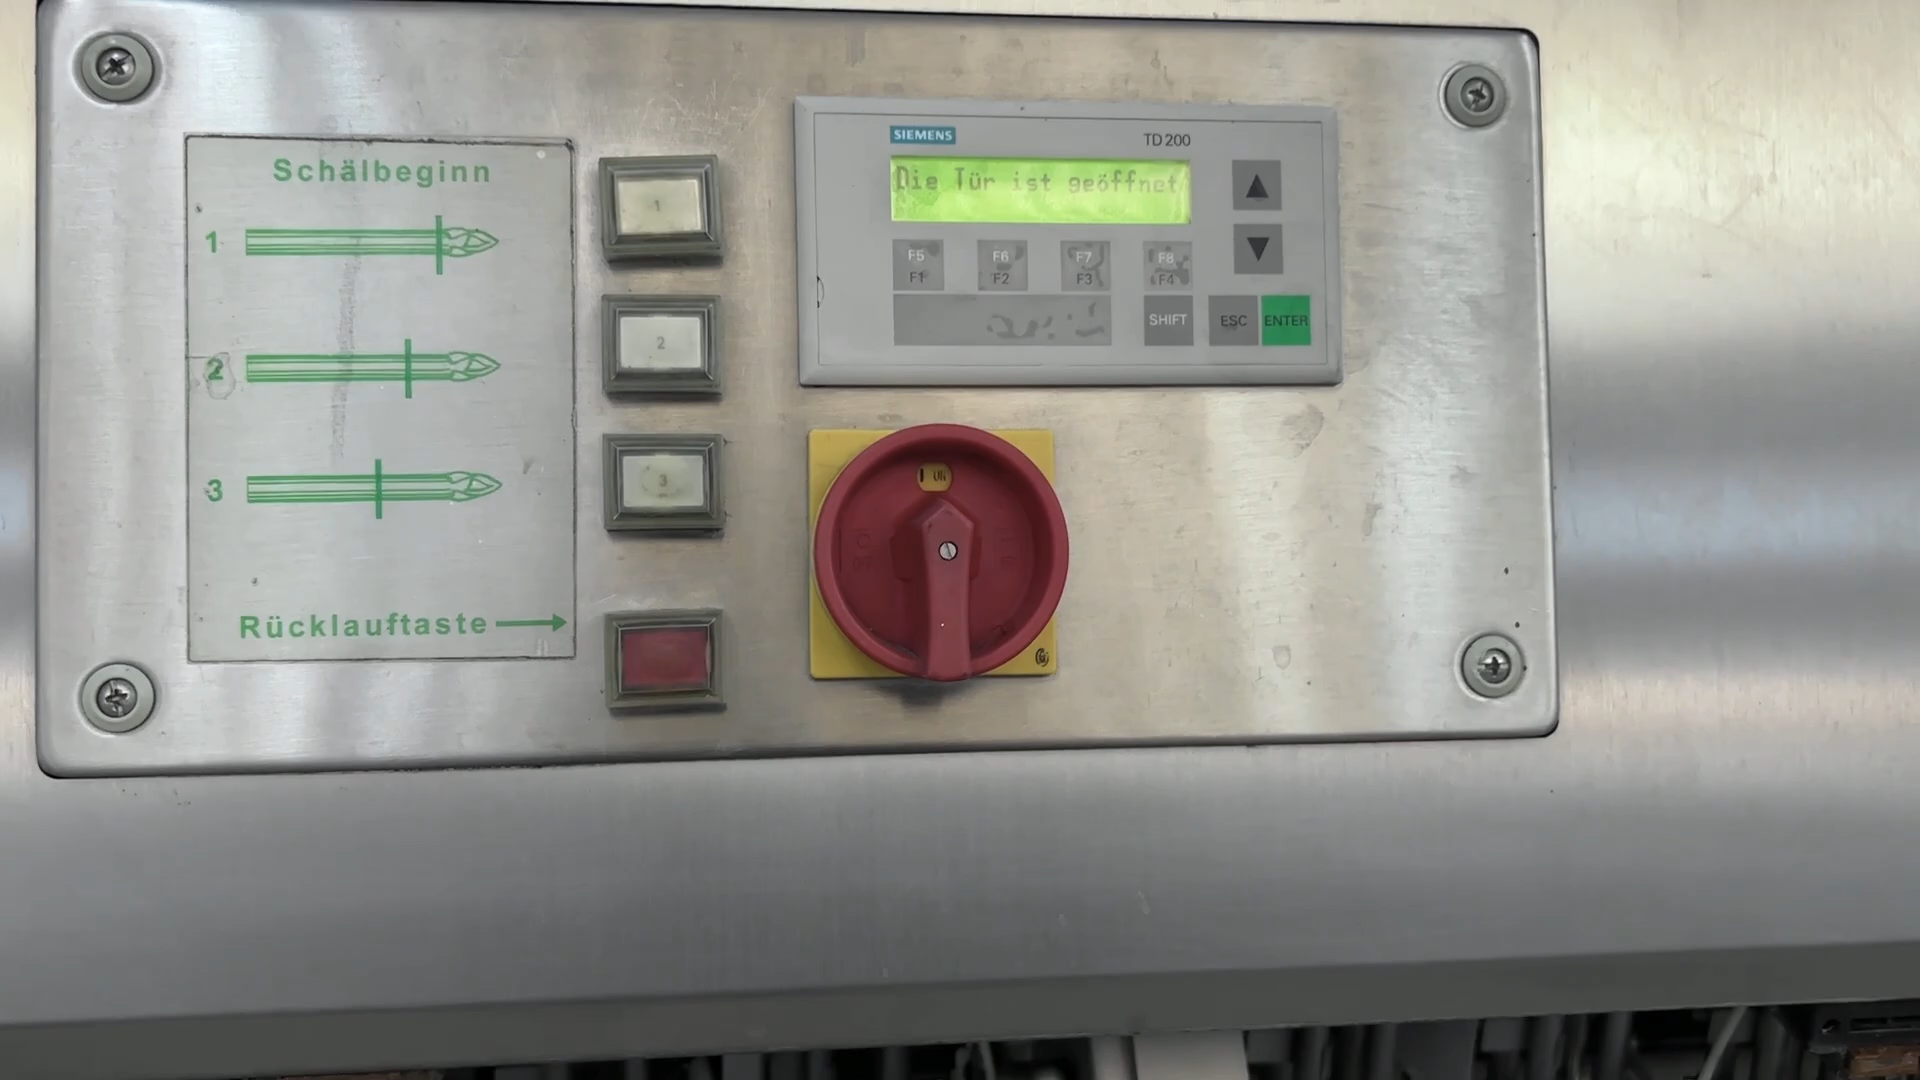 Schälbeginn
1
2
3
Rücklauftaste
1
2
3
SIEMENS
TD 200
Die Tür ist geöffnet
F5 F6 F7 F8
F1 F2 F3 F4
SHIFT ESC ENTER
I ON